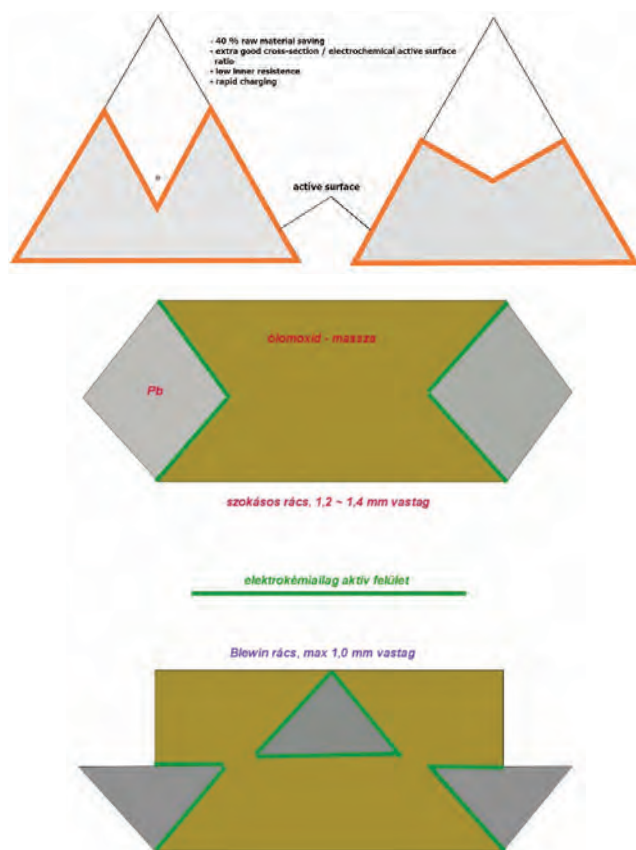 - 40 % raw material saving
- extra good cross-section / electrochemical active surface
ratio
- low inner resistence
+ rapid charging
active surface
ólomoxid - massza
Pb
szokásos rács, 1,2 ~ 1,4 mm vastag
elektrokémiailag aktív felület
Blewin rács, max 1,0 mm vastag